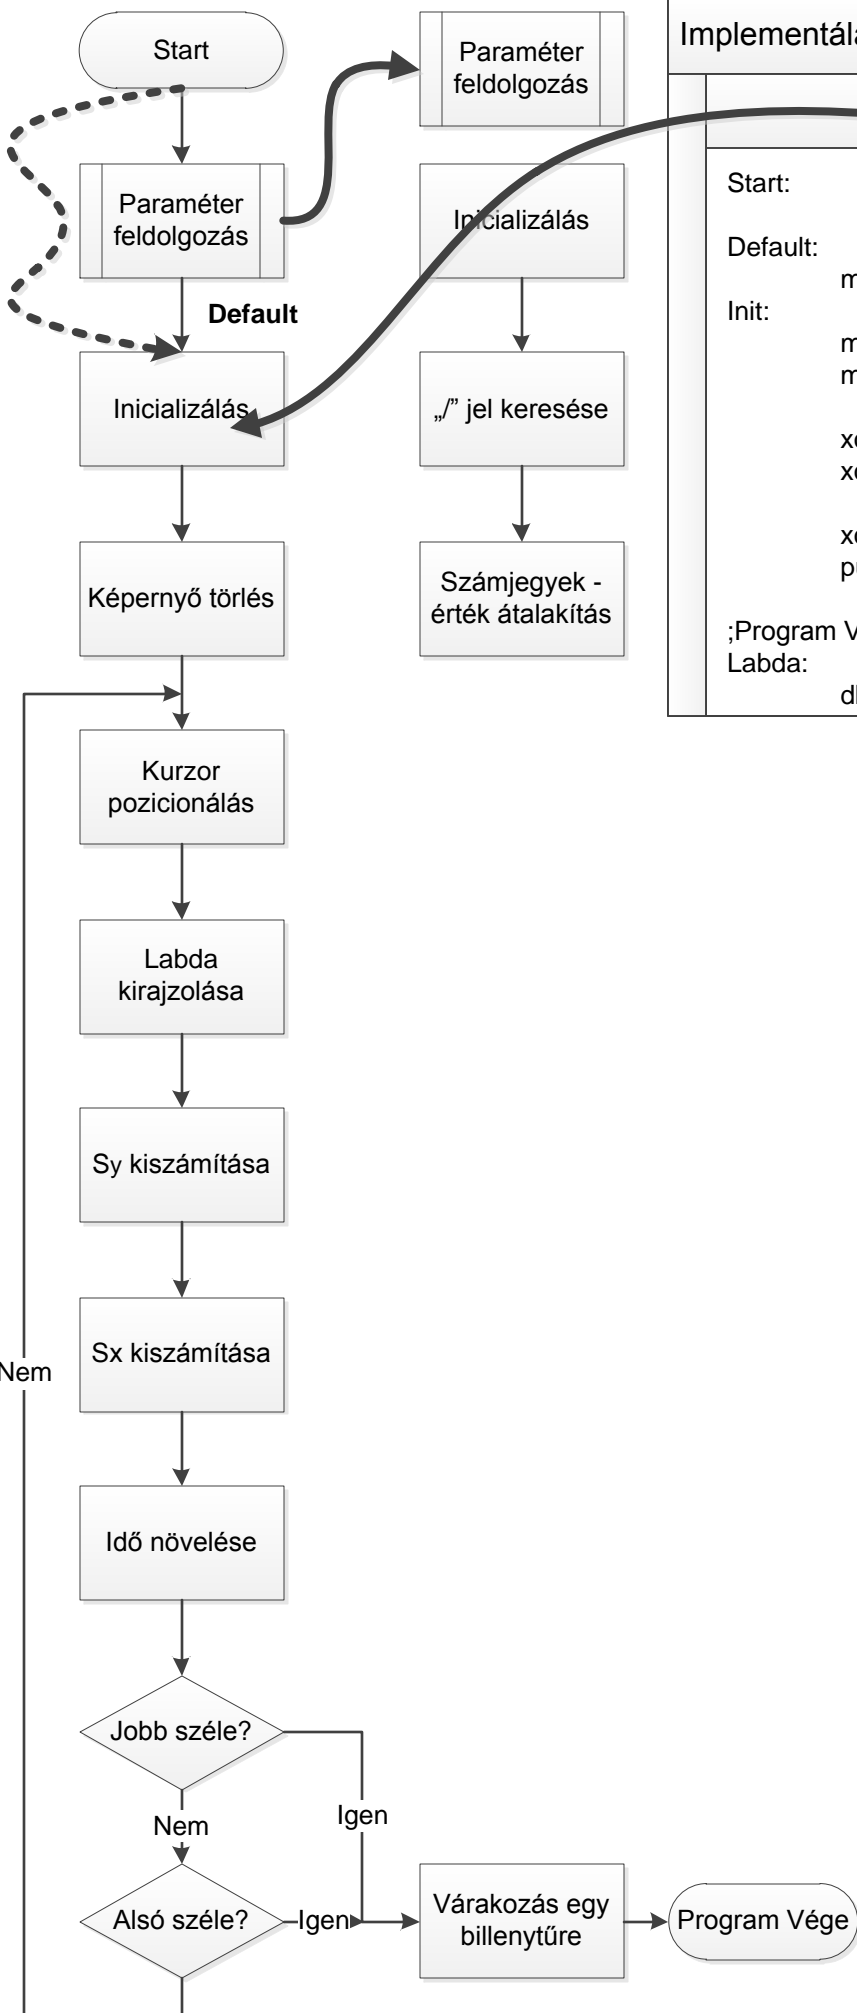 Start
Paraméter
feldolgozás
Default
Inicializálás
Képernyő törlés
Kurzor
pozicionálás
Labda
kirajzolása
Sy kiszámítása
Sx kiszámítása
Nem
Idő növelése
Jobb széle?
Nem
Igen
Alsó széle?
Igen
Várakozás egy
billenytűre
Program Vége
Paraméter
feldolgozás
Inicializálás
„/” jel keresése
Számjegyek -
érték átalakítás
Start:
Default:
Init:
;Program
Labda: